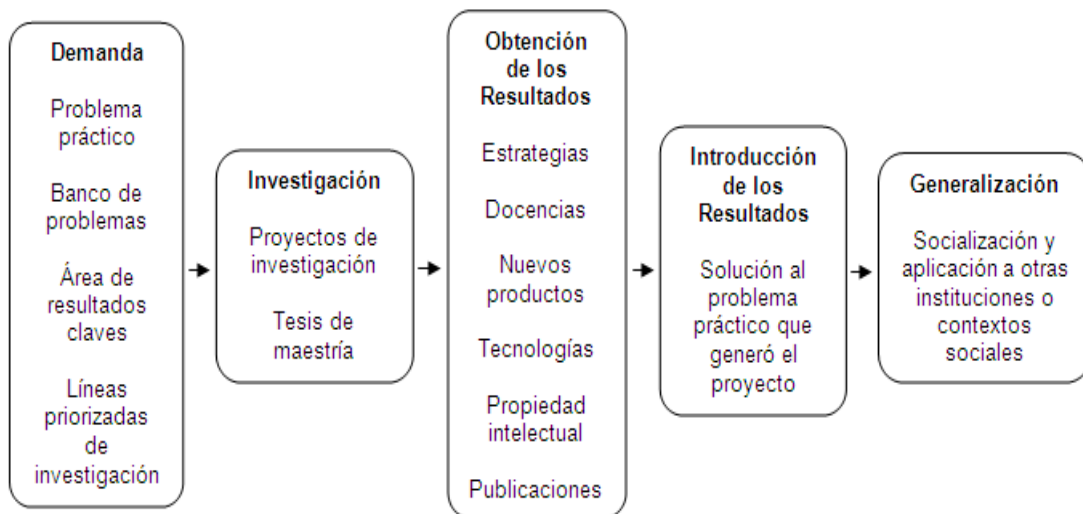 Demanda
Problema
práctico
Banco de
problemas
Área de
resultados
claves
Líneas
priorizadas
de
investigación
Investigación
Proyectos de
investigación
Tesis de
maestría
Obtención
de los
Resultados
Estrategias
Docencias
Nuevos
productos
Tecnologías
Propiedad
intelectual
Publicaciones
Introducción
de los
Resultados
Solución al
problema
práctico que
generó el
proyecto
Generalización
Socialización y
aplicación a otras
instituciones o
contextos
sociales